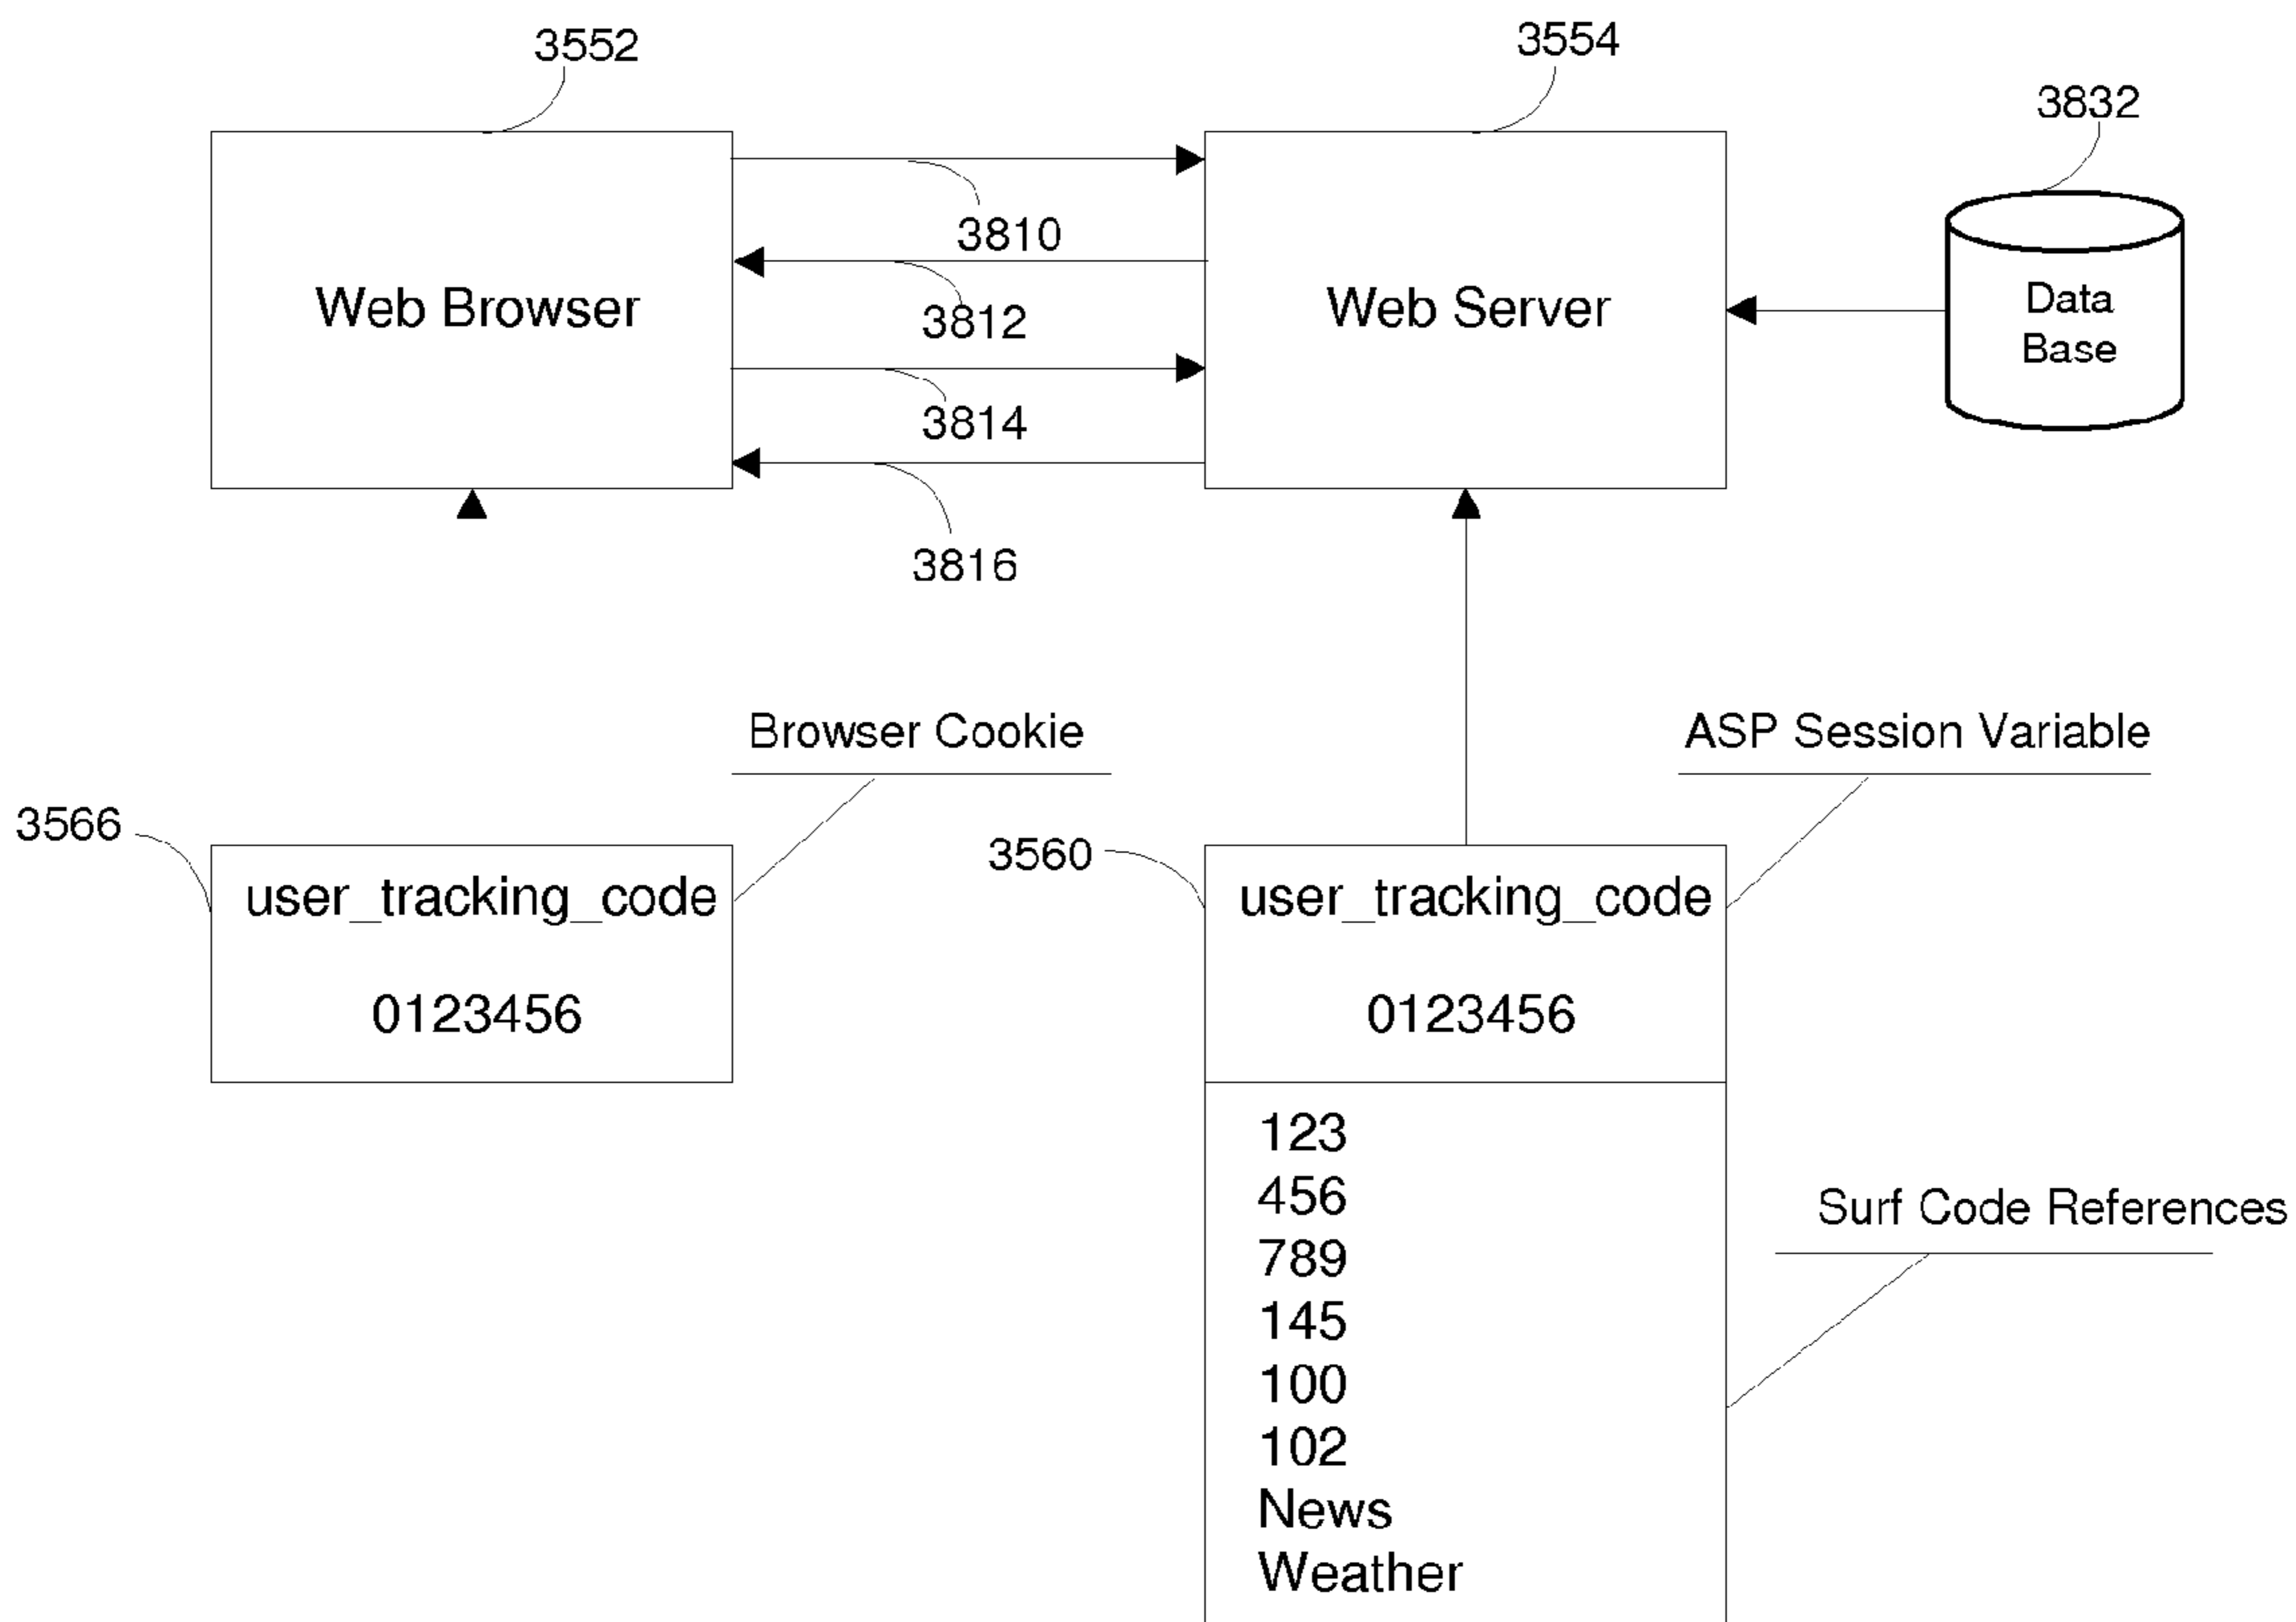 3552
3554
3832
3810
Web Browser
Web Server
Data
Base
3812
3814
3816
Browser Cookie
ASP Session Variable
3566
3560
user_tracking_code
0123456
user_tracking_code
0123456
123
456
789
145
100
102
News
Weather
Surf Code References